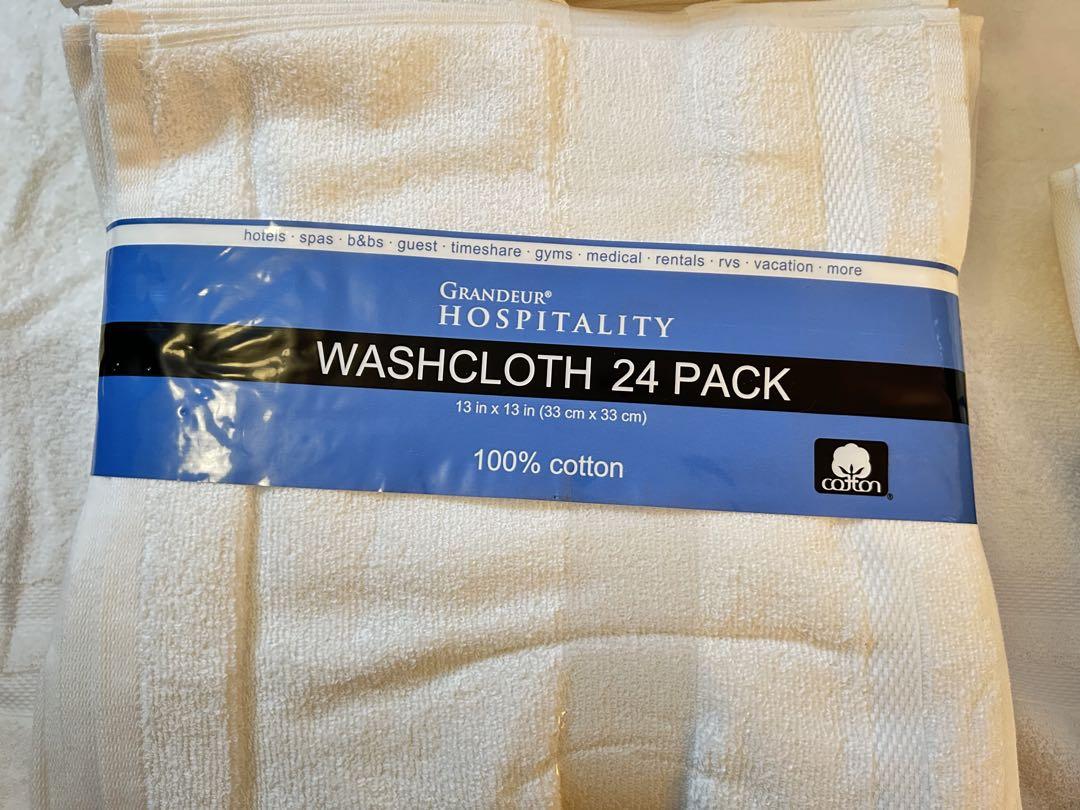 hotels · spas · b&bs · guest · timeshare · gyms · medical · rentals · rvs · vacation · more
GRANDEUR®
HOSPITALITY
WASHCLOTH 24 PACK
13 in x 13 in (33 cm x 33 cm)
100% cotton
cotton®